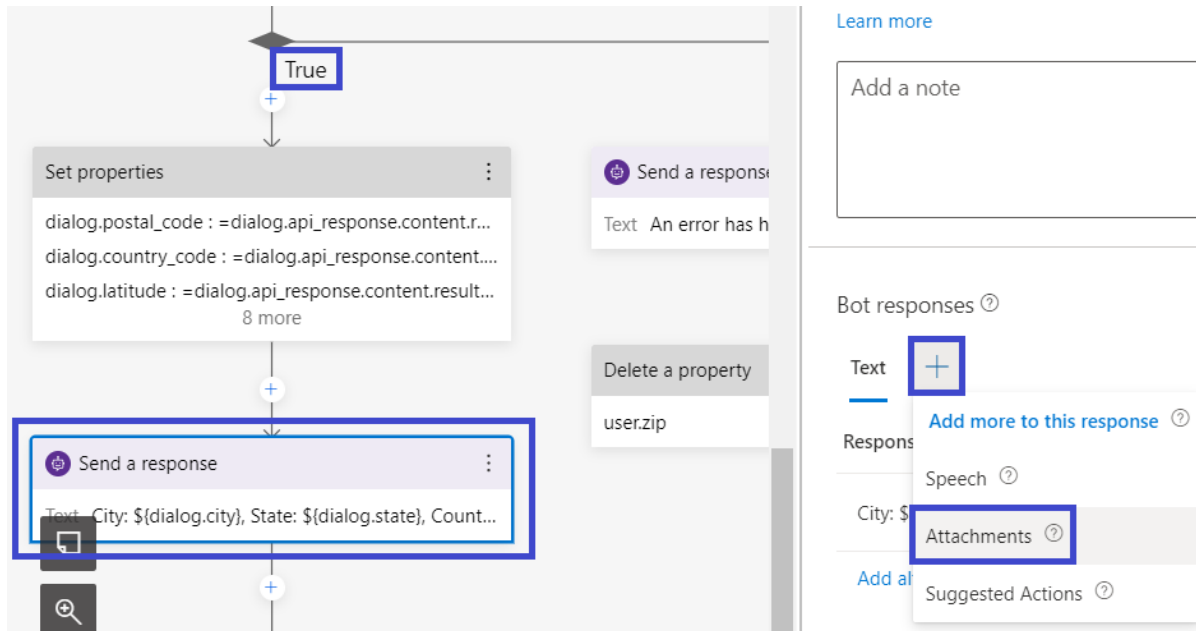 Learn more
True
Add a note
Set properties
dialog.postal_code : =dialog.api_response.content.r...
dialog.country_code : =dialog.api_response.content....
dialog.latitude : =dialog.api_response.content.result...
8 more
Send a response
Text An error has h
Bot responses
Text
Delete a property
user.zip
Add more to this response
Respons
Speech
Send a response
Text City: ${dialog.city}, State: ${dialog.state}, Count...
City: $
Attachments
Add al
Suggested Actions